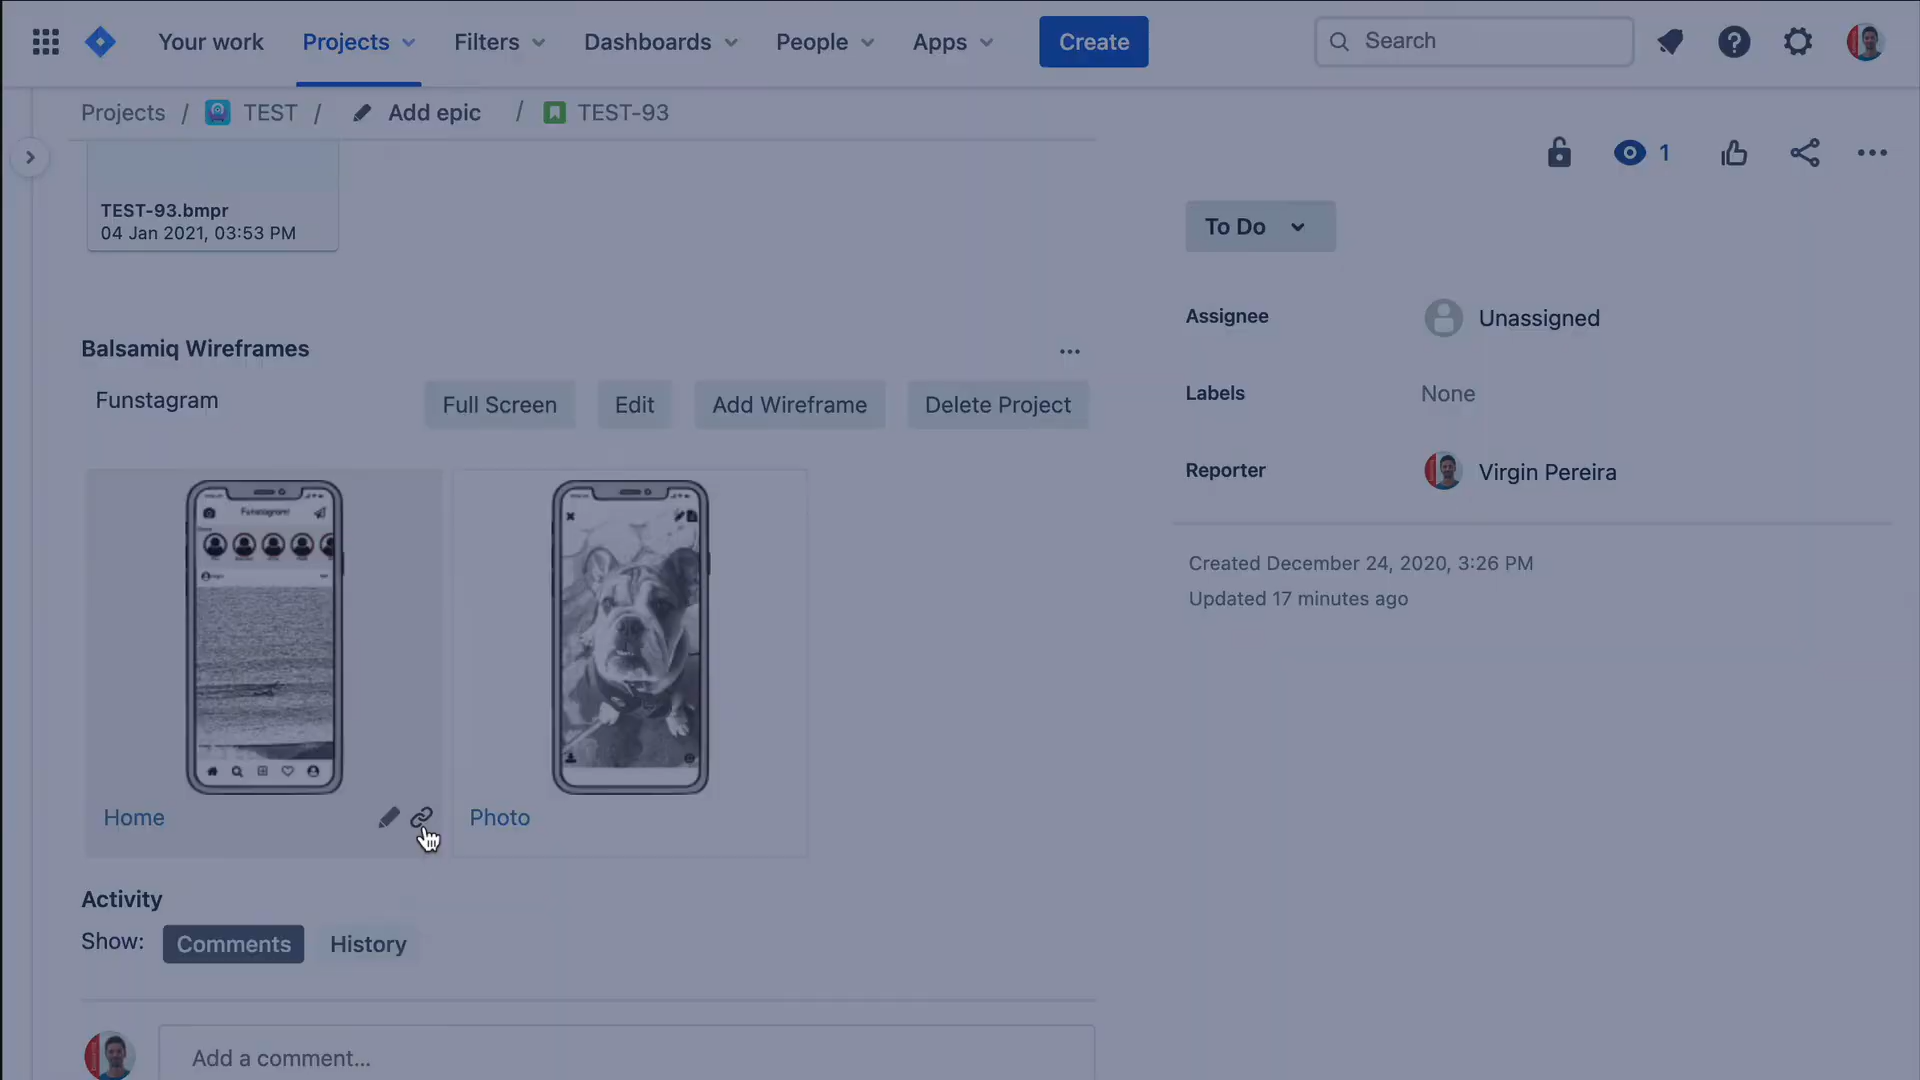 Your work
Projects
Filters
Dashboards
People
Apps
Create
Search
Projects / TEST / Add epic / TEST-93
1
TEST-93.bmpr
04 Jan 2021, 03:53 PM
To Do
Assignee
Unassigned
Balsamiq Wireframes
Funstagram
Full Screen
Edit
Add Wireframe
Delete Project
Labels
None
Reporter
Virgin Pereira
Funstagram!
Created December 24, 2020, 3:26 PM
Updated 17 minutes ago
Home
Photo
Activity
Show:
Comments
History
Add a comment...